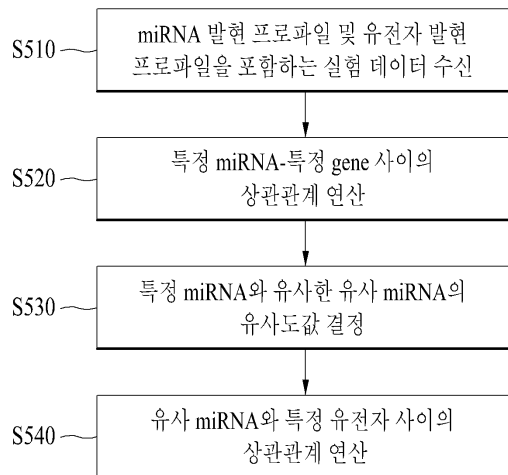 S510
miRNA 발현 프로파일 및 유전자 발현
프로파일을 포함하는 실험 데이터 수신
S520
특정 miRNA-특정 gene 사이의
상관관계 연산
S530
특정 miRNA와 유사한 유사 miRNA의
유사도값 결정
S540
유사 miRNA와 특정 유전자 사이의
상관관계 연산